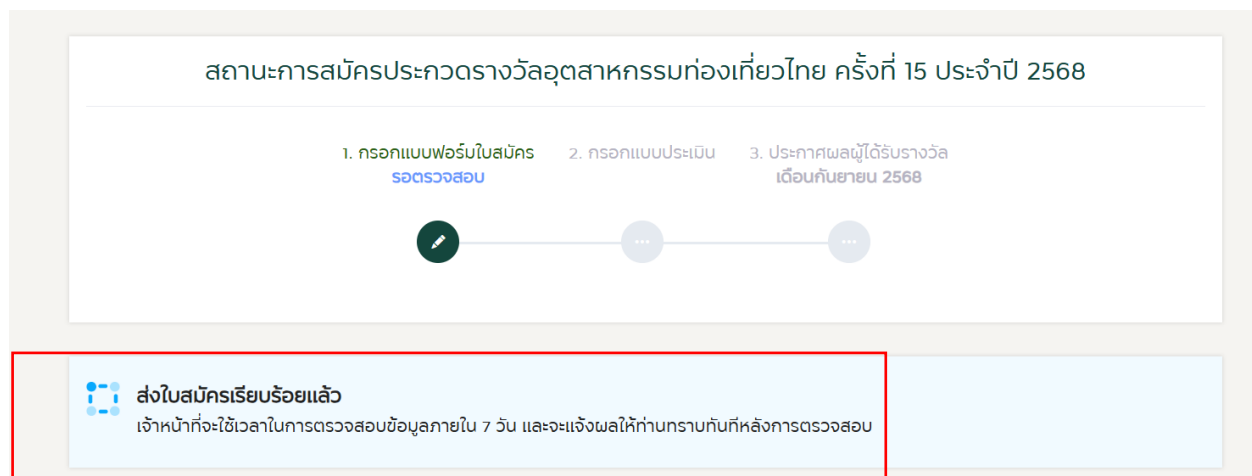 สถานะการสมัครประกวดรางวัลอุตสาหกรรมท่องเที่ยวไทย ครั้งที่ 15 ประจำปี 2568
1. กรอกแบบฟอร์มใบสมัคร 2. กรอกแบบประเมิน 3. ประกาศผลผู้ได้รับรางวัล
รอตรวจสอบ เดือนกันยายน 2568
ส่งใบสมัครเรียบร้อยแล้ว
เจ้าหน้าที่จะใช้เวลาในการตรวจสอบข้อมูลภายใน 7 วัน และจะแจ้งผลให้ท่านทราบทันทีหลังการตรวจสอบ